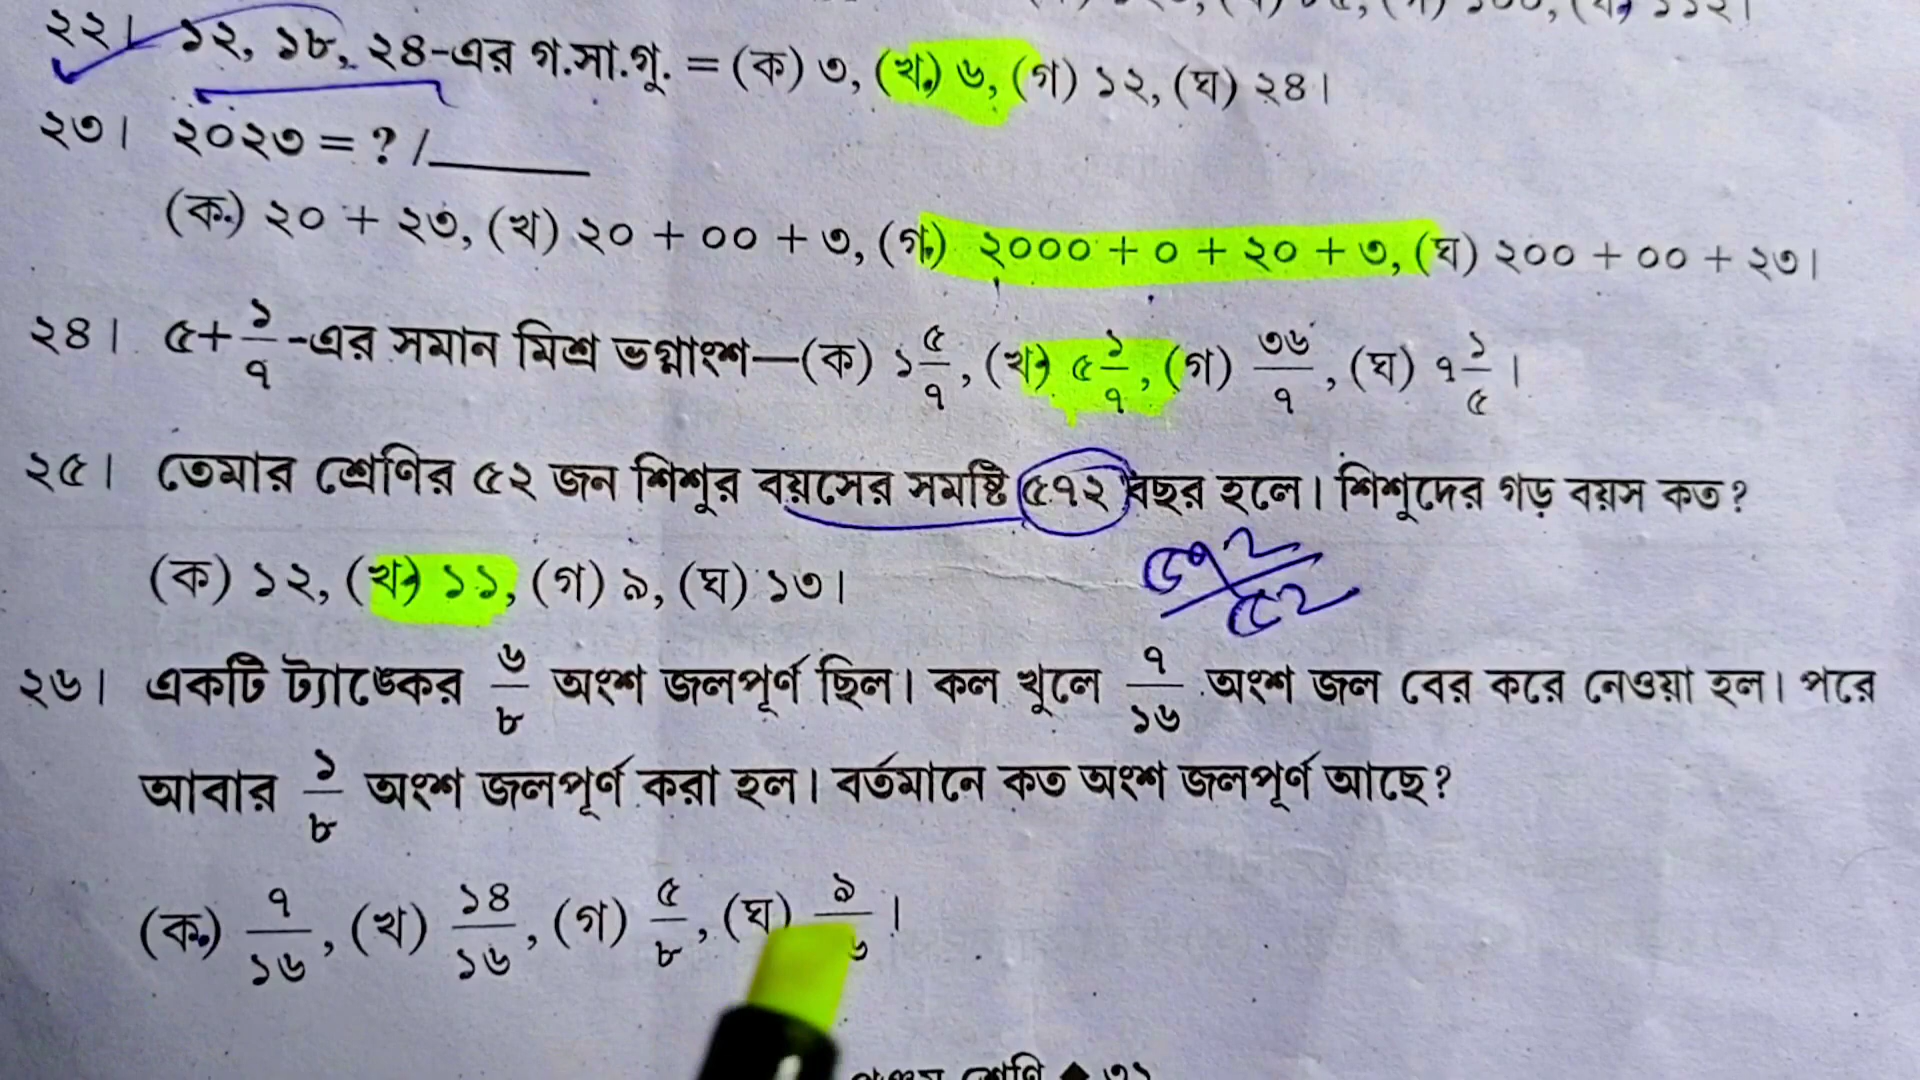 ২২। ১২, ১৮, ২৪-এর গ.সা.গু. = (ক) ৩, (খ) ৬, (গ) ১২, (ঘ) ২৪।
২৩। ২০২৩ = ? /______
(ক) ২০ + ২৩, (খ) ২০ + ০০ + ৩, (গ) ২০০০ + ০ + ২০ + ৩, (ঘ) ২০০ + ০০ + ২৩।
২৪। ৫+১/৭-এর সমান মিশ্র ভগ্নাংশ—(ক) ১ ৫/৭, (খ) ৫ ১/৭, (গ) ৩৬/৭, (ঘ) ৭ ১/৫।
২৫। তেমার শ্রেণির ৫২ জন শিশুর বয়সের সমষ্টি ৫৭২ বছর হলে। শিশুদের গড় বয়স কত?
(ক) ১২, (খ) ১১, (গ) ৯, (ঘ) ১৩।
৫৭২/৫২
২৬। একটি ট্যাঙ্কের ৬/৮ অংশ জলপূর্ণ ছিল। কল খুলে ৭/১৬ অংশ জল বের করে নেওয়া হল। পরে
আবার ১/৮ অংশ জলপূর্ণ করা হল। বর্তমানে কত অংশ জলপূর্ণ আছে?
(ক) ৭/১৬, (খ) ১৪/১৬, (গ) ৫/৮, (ঘ) ৯/৬।
শ্রেণি ◆ ৩১